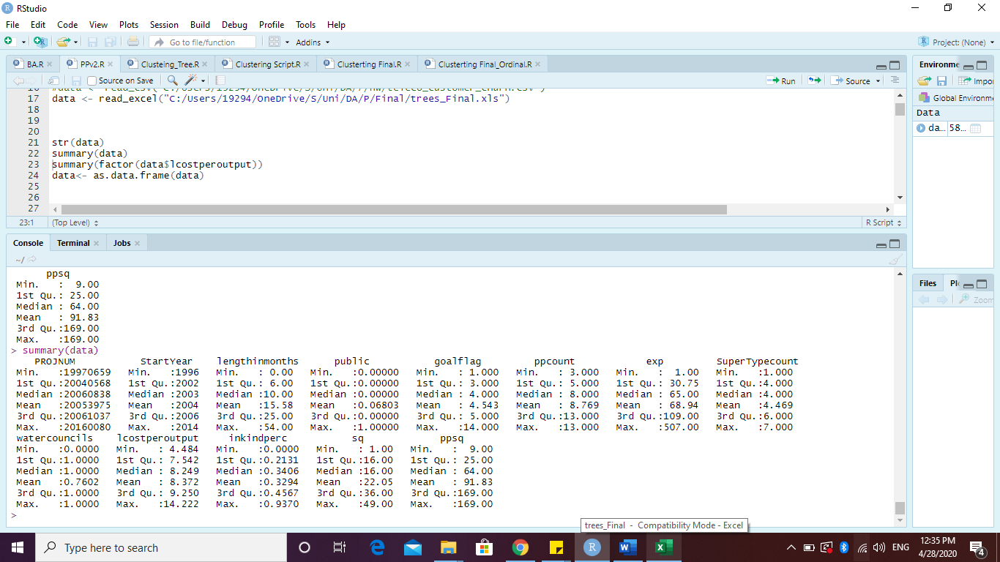 RStudio
File Edit Code View Plots Session Build Debug Profile Tools Help
Go to file/function Addins Project: (None)
BA.R PPv2.R Clusteing_Tree.R Clustering Script.R Clusterting Final.R Clusterting Final_Ordinal.R
Source on Save Run Source
17 data <- read_excel("C:/Users/19294/OneDrive/S/Uni/DA/P/Final/trees_Final.xls")
18
19
20
21 str(data)
22 summary(data)
23 summary(factor(data$lcostperoutput))
24 data<- as.data.frame(data)
25
26
27
23:1 (Top Level) R Script
Console Terminal Jobs
~/
ppsq
Min. : 9.00
1st Qu.: 25.00
Median : 64.00
Mean : 91.83
3rd Qu.:169.00
Max. :169.00
> summary(data)
PROJNUM StartYear lengthinmonths public goalflag ppcount exp SuperTypecount
Min. :19970659 Min. :1996 Min. : 0.00 Min. :0.00000 Min. : 1.000 Min. : 3.000 Min. : 1.00 Min. :1.000
1st Qu.:20040568 1st Qu.:2002 1st Qu.: 6.00 1st Qu.:0.00000 1st Qu.: 3.000 1st Qu.: 5.000 1st Qu.: 30.75 1st Qu.:4.000
Median :20060838 Median :2003 Median :10.00 Median :0.00000 Median : 4.000 Median : 8.000 Median : 65.00 Median :4.000
Mean :20053975 Mean :2004 Mean :15.58 Mean :0.06803 Mean : 4.543 Mean : 8.769 Mean : 68.94 Mean :4.469
3rd Qu.:20061037 3rd Qu.:2006 3rd Qu.:25.00 3rd Qu.:0.00000 3rd Qu.: 5.000 3rd Qu.:13.000 3rd Qu.:109.00 3rd Qu.:6.000
Max. :20160080 Max. :2014 Max. :54.00 Max. :1.00000 Max. :14.000 Max. :13.000 Max. :507.00 Max. :7.000
watercouncils lcostperoutput inkindperc sq ppsq
Min. :0.0000 Min. : 4.484 Min. :0.0000 Min. : 1.00 Min. : 9.00
1st Qu.:1.0000 1st Qu.: 7.542 1st Qu.:0.2131 1st Qu.:16.00 1st Qu.: 25.00
Median :1.0000 Median : 8.249 Median :0.3406 Median :16.00 Median : 64.00
Mean :0.7602 Mean : 8.372 Mean :0.3294 Mean :22.05 Mean : 91.83
3rd Qu.:1.0000 3rd Qu.: 9.250 3rd Qu.:0.4567 3rd Qu.:36.00 3rd Qu.:169.00
Max. :1.0000 Max. :14.222 Max. :0.9370 Max. :49.00 Max. :169.00
>
Environme
Impor
Global Environme
Data
da... 58...
Files Plo
Zoom
trees_Final - Compatibility Mode - Excel
Type here to search
ENG
12:35 PM
4/28/2020
4